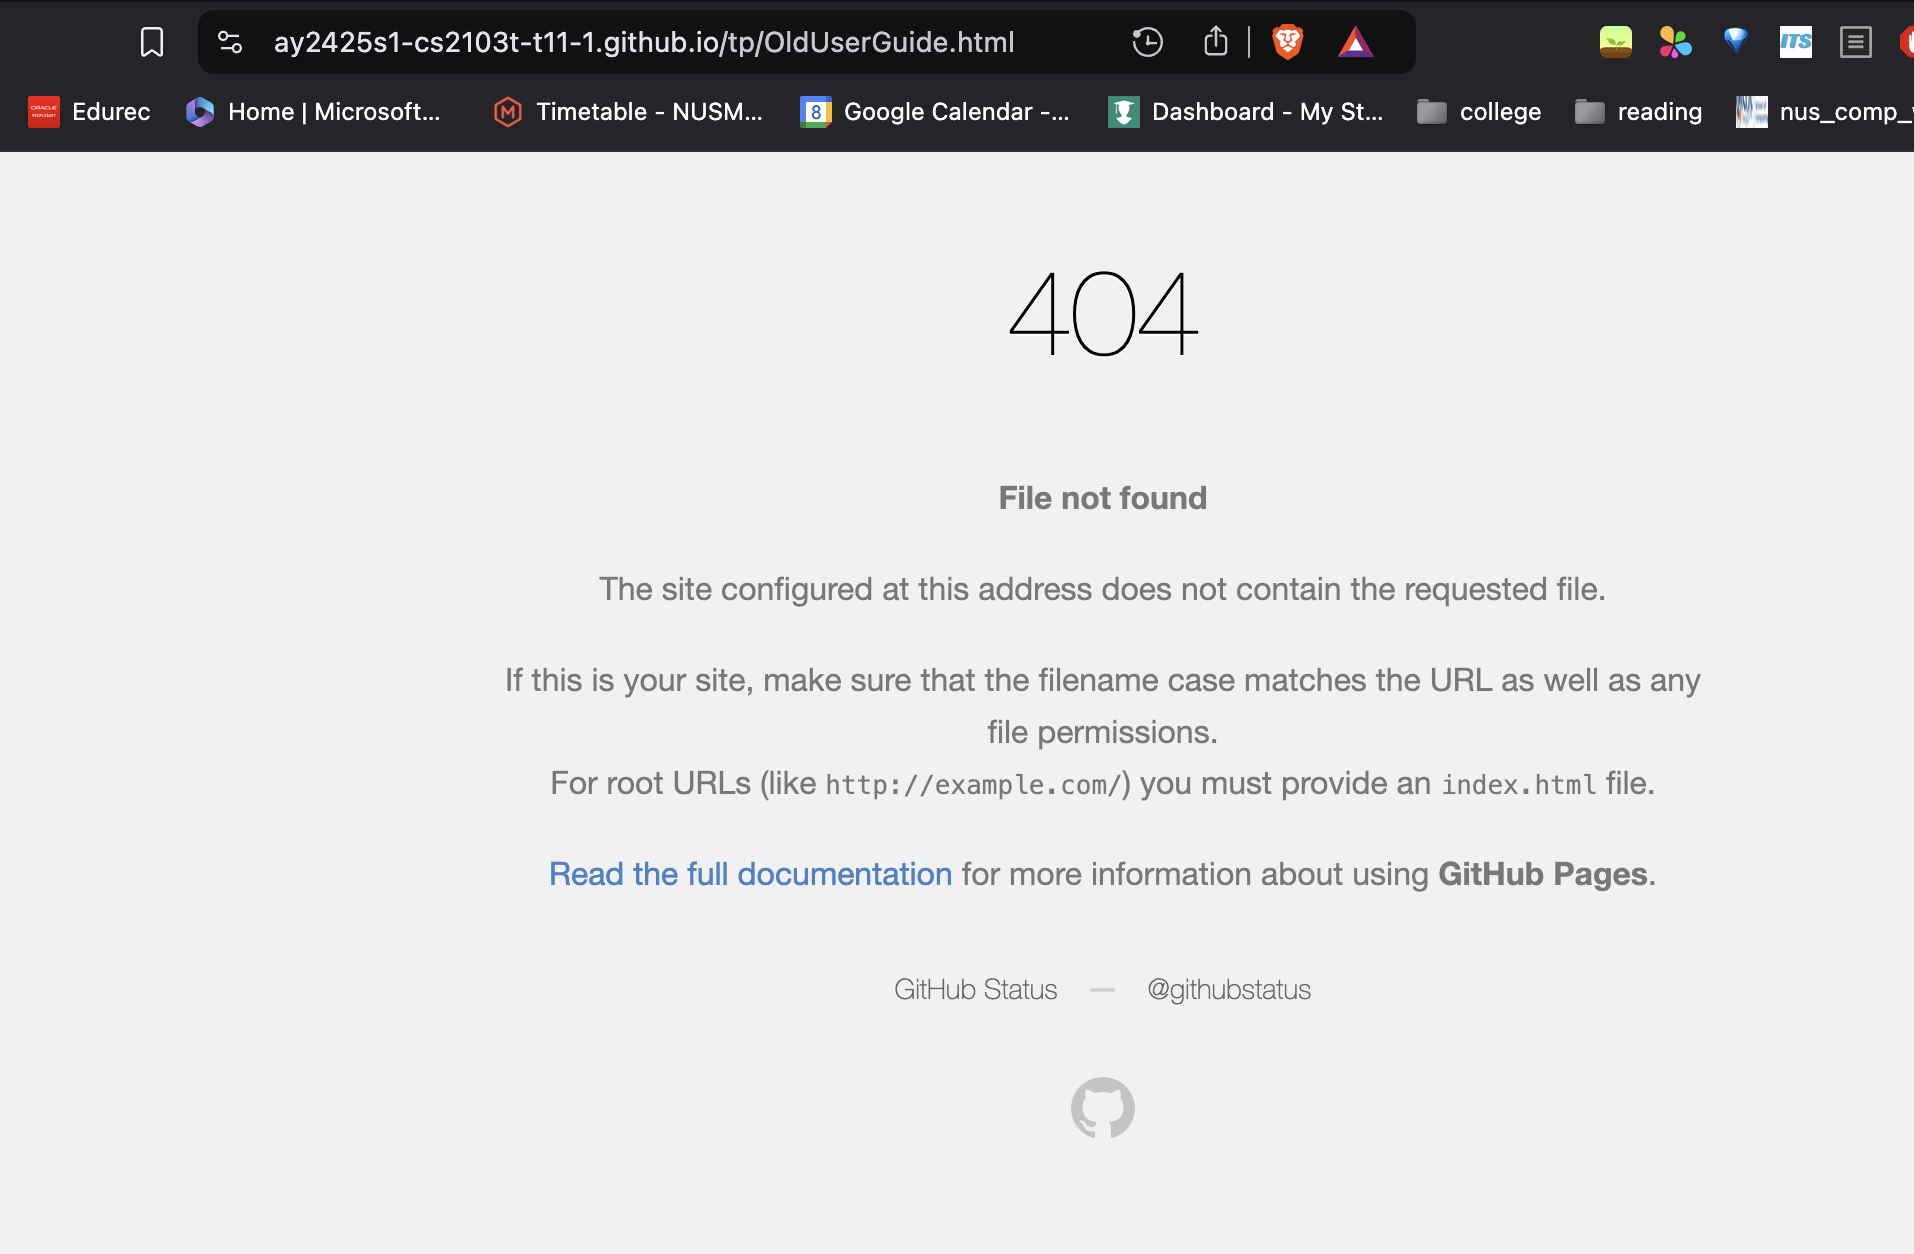 ay2425s1-cs2103t-t11-1.github.io/tp/OldUserGuide.html
ITS
ORACLE
PEOPLESOFT
Edurec
Home | Microsoft...
M
Timetable - NUSM...
8
Google Calendar -...
Dashboard - My St...
college
reading
nus_comp_
404
File not found
The site configured at this address does not contain the requested file.
If this is your site, make sure that the filename case matches the URL as well as any
file permissions.
For root URLs (like http://example.com/) you must provide an index.html file.
Read the full documentation for more information about using GitHub Pages.
GitHub Status — @githubstatus